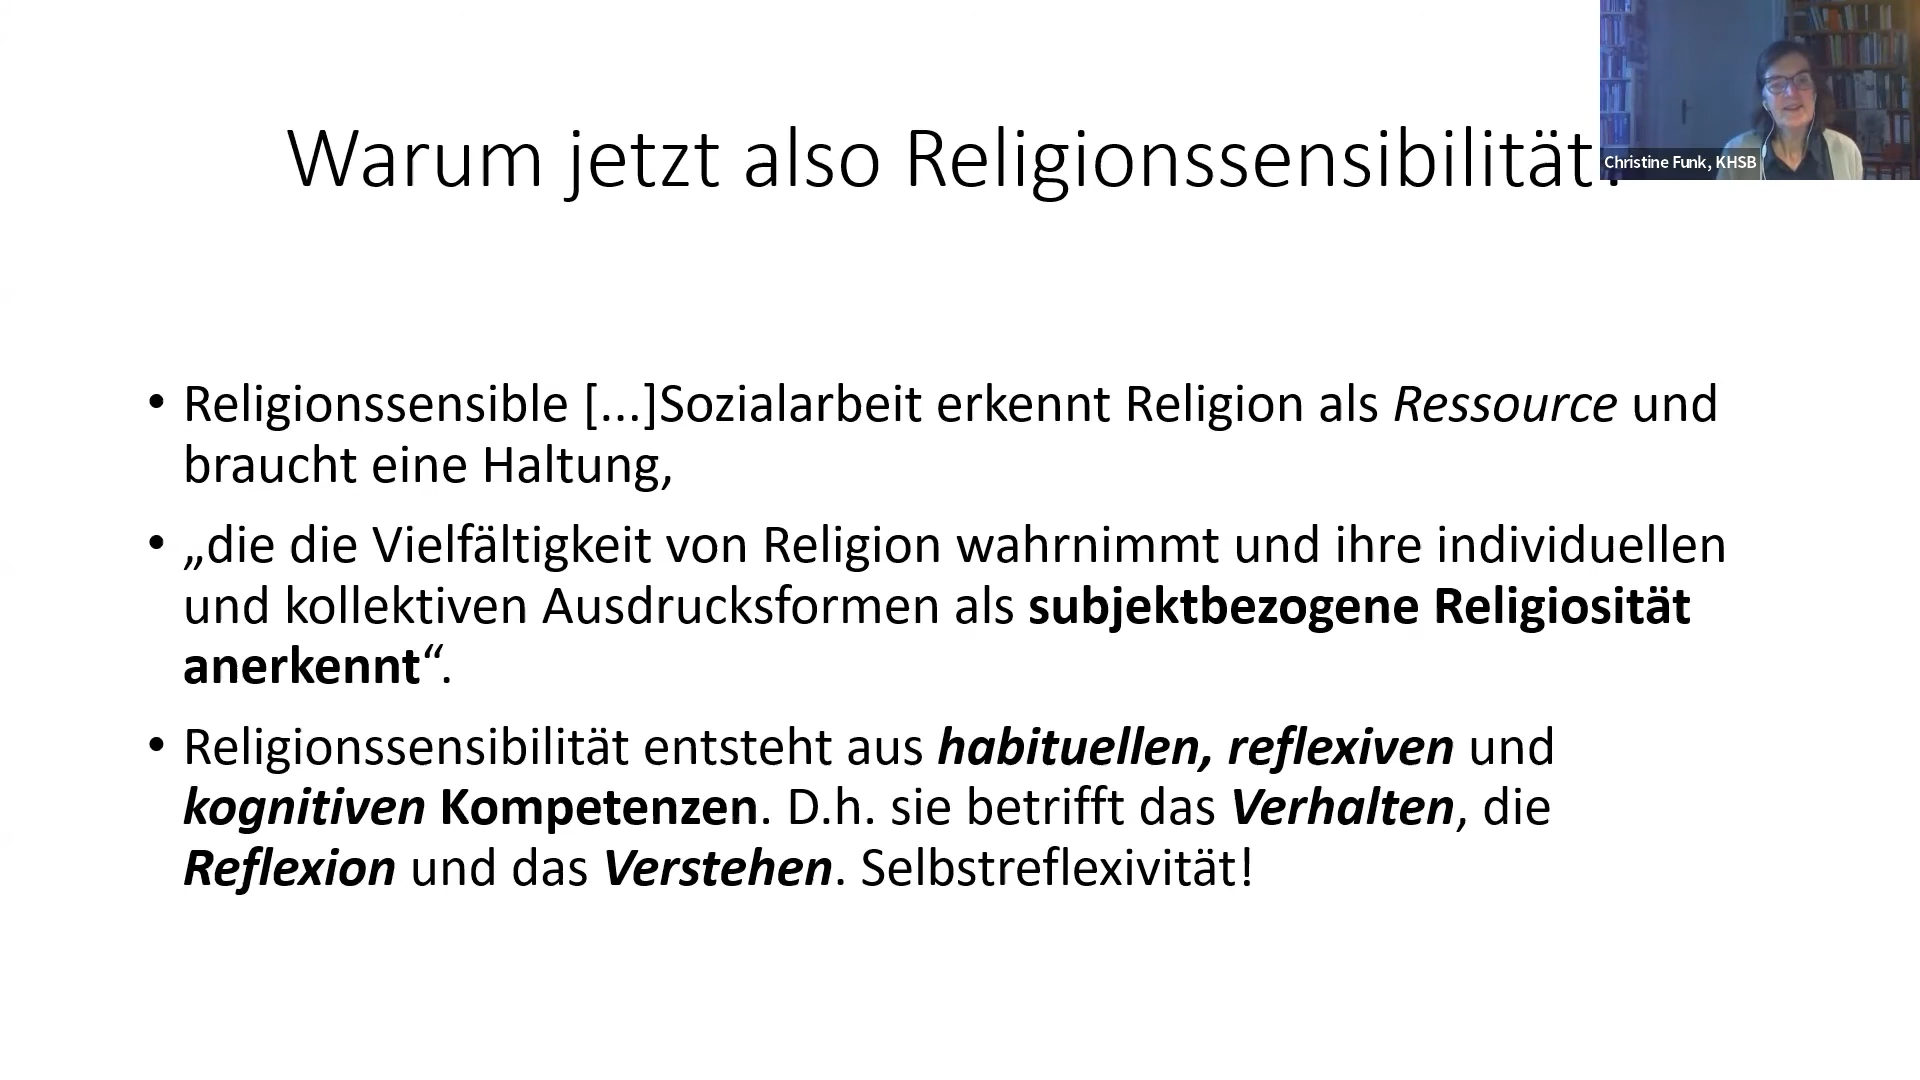 Warum jetzt also Religionssensibilität?
Christine Funk, KHSB
• Religionssensible [...]Sozialarbeit erkennt Religion als Ressource und
braucht eine Haltung,
• „die die Vielfältigkeit von Religion wahrnimmt und ihre individuellen
und kollektiven Ausdrucksformen als subjektbezogene Religiosität
anerkennt“.
• Religionssensibilität entsteht aus habituellen, reflexiven und
kognitiven Kompetenzen. D.h. sie betrifft das Verhalten, die
Reflexion und das Verstehen. Selbstreflexivität!